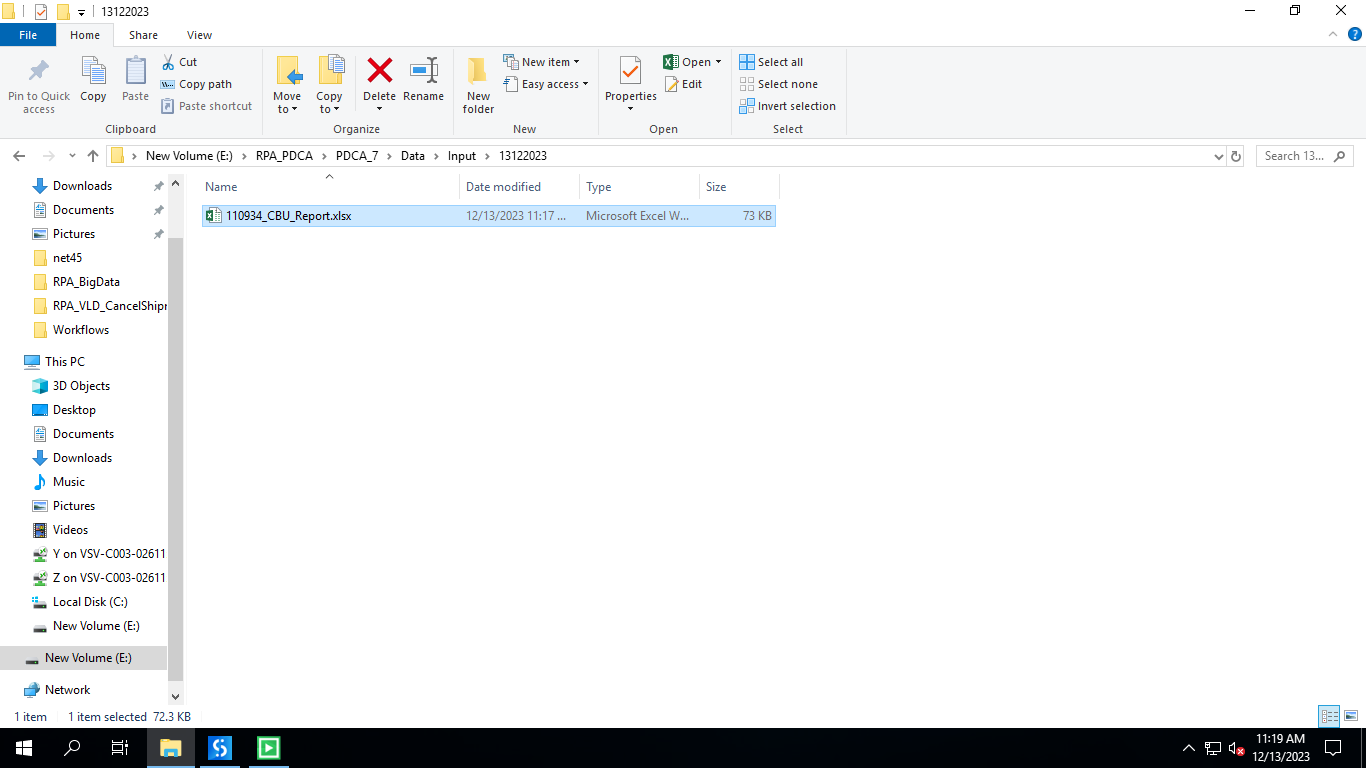 13122023
File
Home
Share
View
Pin to Quick access
Copy
Paste
Cut
Copy path
Paste shortcut
Clipboard
Move to
Copy to
Delete
Rename
Organize
New folder
New item
Easy access
New
Properties
Open
Edit
Open
Select all
Select none
Invert selection
Select
New Volume (E:)
RPA_PDCA
PDCA_7
Data
Input
13122023
Search 13...
Downloads
Documents
Pictures
net45
RPA_BigData
RPA_VLD_CancelShipr
Workflows
This PC
3D Objects
Desktop
Documents
Downloads
Music
Pictures
Videos
Y on VSV-C003-02611
Z on VSV-C003-02611
Local Disk (C:)
New Volume (E:)
New Volume (E:)
Network
Name
Date modified
Type
Size
110934_CBU_Report.xlsx
12/13/2023 11:17 ...
Microsoft Excel W...
73 KB
1 item
1 item selected 72.3 KB
11:19 AM
12/13/2023